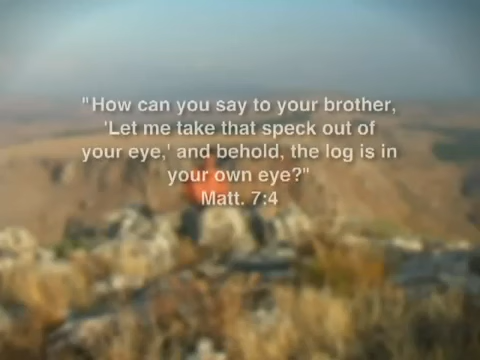 "How can you say to your brother,
'Let me take that speck out of
your eye,' and behold, the log is in
your own eye?"
Matt. 7:4